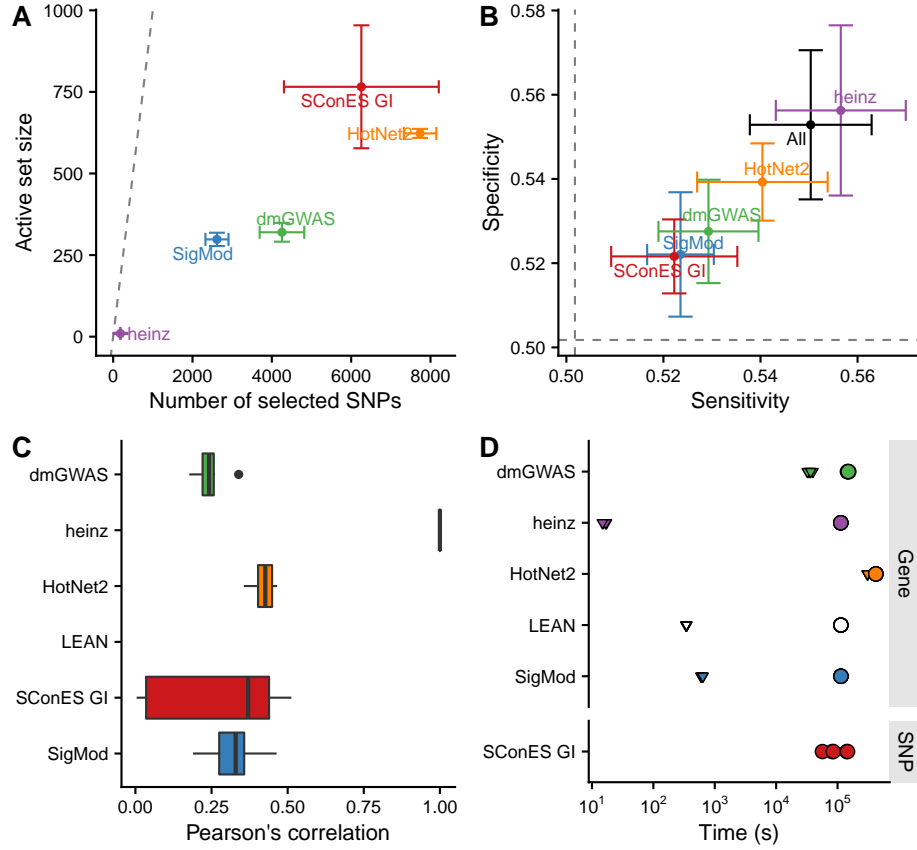 A
1000
750
500
250
0
Active set size
SConES GI
HotNet2
dmGWAS
SigMod
heinz
0
2000
4000
6000
8000
Number of selected SNPs
B
0.58
0.56
0.54
0.52
0.50
Specificity
heinz
All
HotNet2
dmGWAS
SigMod
SConES GI
0.50
0.52
0.54
0.56
Sensitivity
C
dmGWAS
heinz
HotNet2
LEAN
SConES GI
SigMod
0.00
0.25
0.50
0.75
1.00
Pearson's correlation
D
dmGWAS
heinz
HotNet2
LEAN
SigMod
SConES GI
Gene
SNP
10¹
10²
10³
10⁴
10⁵
Time (s)